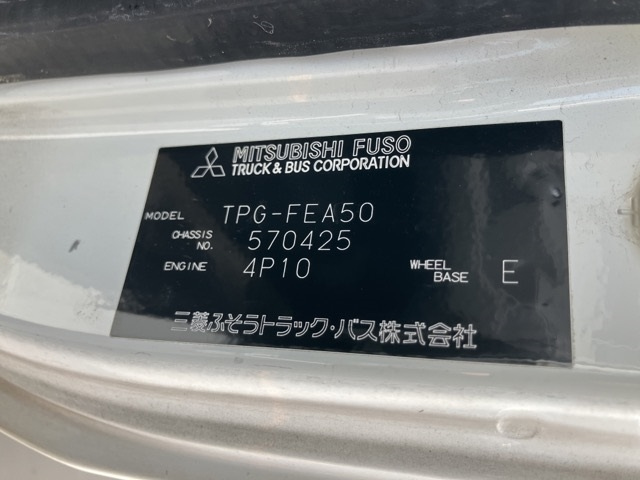 MITSUBISHI FUSO
TRUCK & BUS CORPORATION
MODEL TPG-FEA50
CHASSIS NO. 570425
ENGINE 4P10 WHEEL BASE E
三菱ふそうトラック・バス株式会社